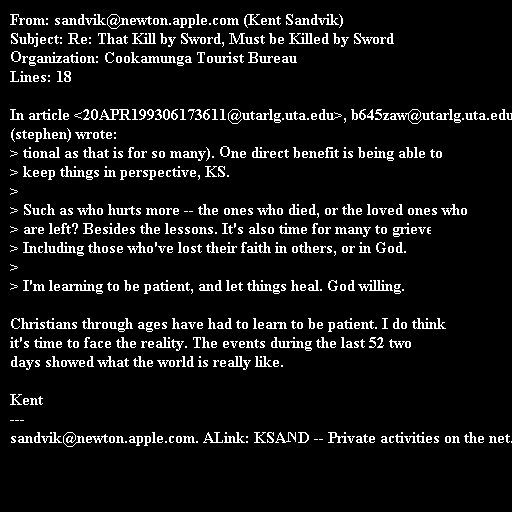 From: sandvik@newton.apple.com (Kent Sandvik)
Subject: Re: That Kill by Sword, Must be Killed by Sword
Organization: Cookamunga Tourist Bureau
Lines: 18

In article <20APR199306173611@utarlg.uta.edu>, b645zaw@utarlg.uta.edu
(stephen) wrote:
> tional as that is for so many). One direct benefit is being able to
> keep things in perspective, KS.
>
> Such as who hurts more -- the ones who died, or the loved ones who
> are left? Besides the lessons. It's also time for many to grieve
> Including those who've lost their faith in others, or in God.
>
> I'm learning to be patient, and let things heal. God willing.

Christians through ages have had to learn to be patient. I do think
it's time to face the reality. The events during the last 52 two
days showed what the world is really like.

Kent
---
sandvik@newton.apple.com. ALink: KSAND -- Private activities on the net.